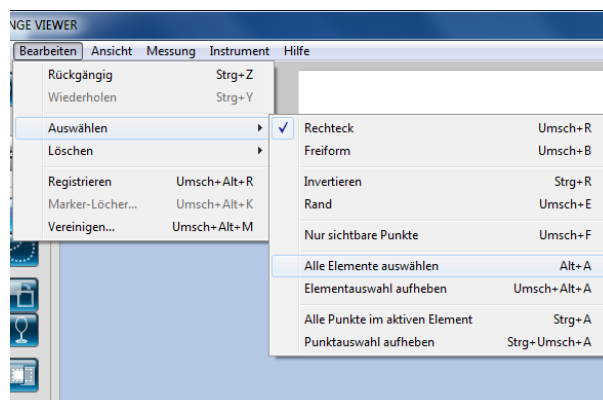 NGE VIEWER
Bearbeiten Ansicht Messung Instrument Hilfe
Rückgängig Strg+Z
Wiederholen Strg+Y
Auswählen
Löschen
Registrieren Umsch+Alt+R
Marker-Löcher... Umsch+Alt+K
Vereinigen... Umsch+Alt+M
Rechteck Umsch+R
Freiform Umsch+B
Invertieren Strg+R
Rand Umsch+E
Nur sichtbare Punkte Umsch+F
Alle Elemente auswählen Alt+A
Elementauswahl aufheben Umsch+Alt+A
Alle Punkte im aktiven Element Strg+A
Punktauswahl aufheben Strg+Umsch+A